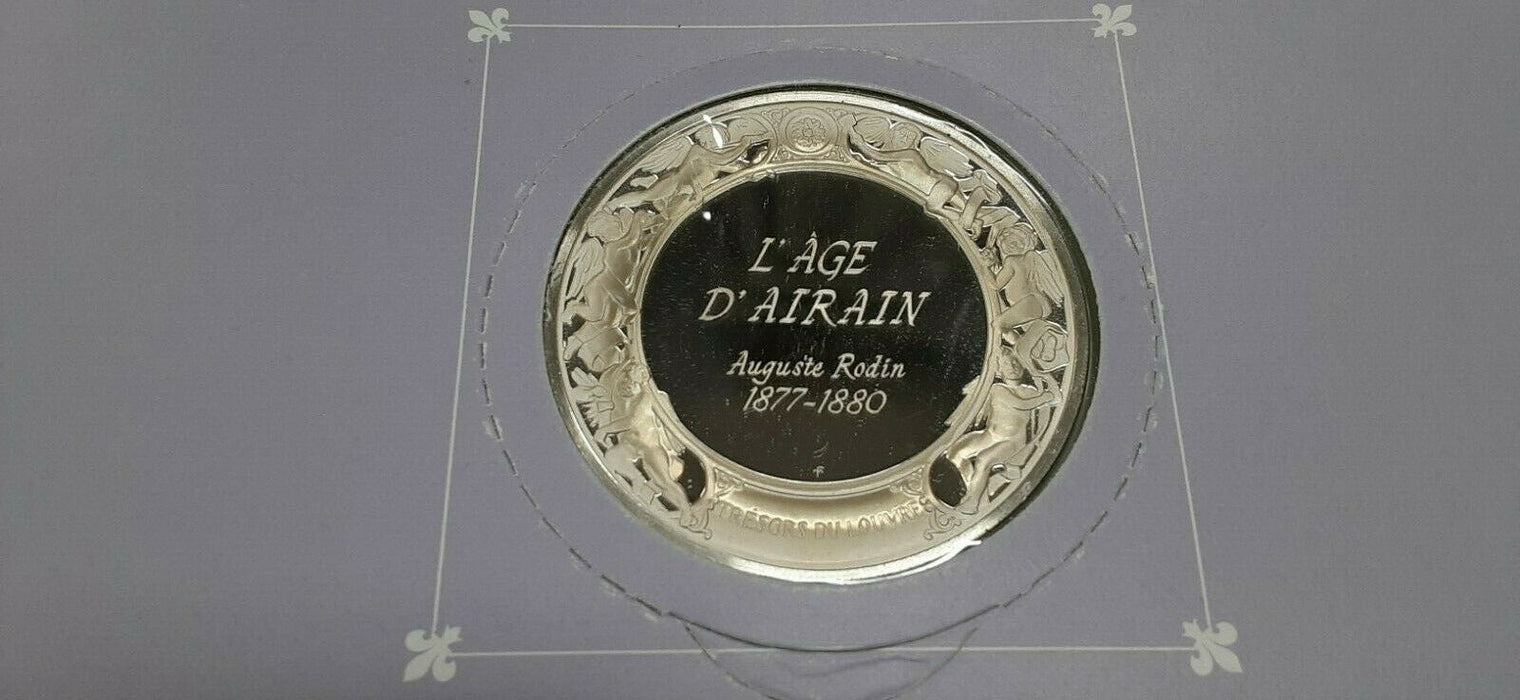 L'ÂGE
D'AIRAIN
Auguste Rodin
1877-1880
TRÉSORS DU LOUVRE